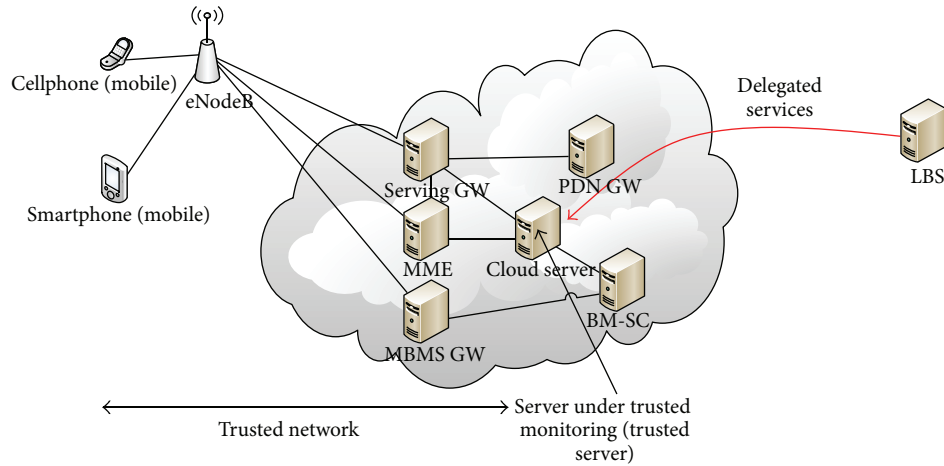 Cellphone (mobile)
eNodeB
Smartphone (mobile)
Serving GW
PDN GW
MME
Cloud server
MBMS GW
BM-SC
Delegated
services
LBS
Trusted network
Server under trusted
monitoring (trusted
server)